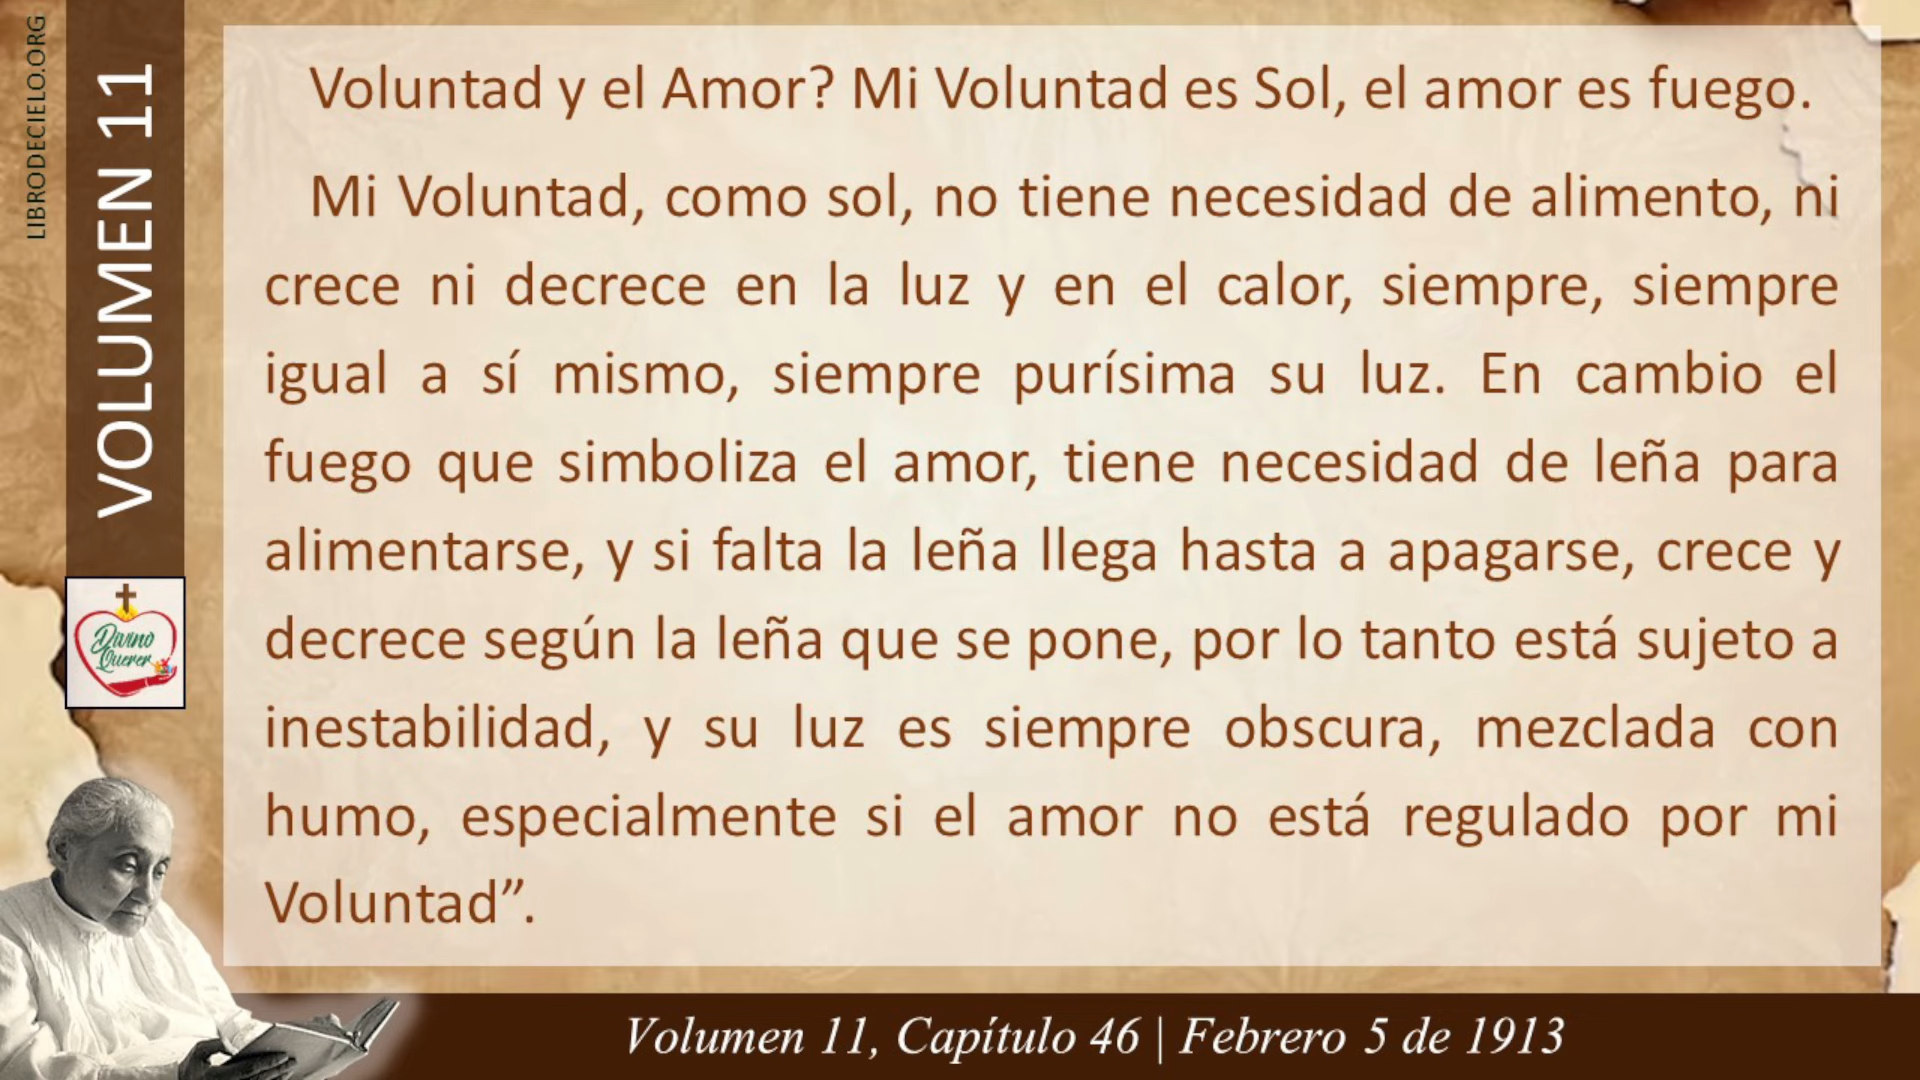 LIBRODECIELO.ORG
VOLUMEN 11
Voluntad y el Amor? Mi Voluntad es Sol, el amor es fuego.
Mi Voluntad, como sol, no tiene necesidad de alimento, ni
crece ni decrece en la luz y en el calor, siempre, siempre
igual a sí mismo, siempre purísima su luz. En cambio el
fuego que simboliza el amor, tiene necesidad de leña para
alimentarse, y si falta la leña llega hasta a apagarse, crece y
decrece según la leña que se pone, por lo tanto está sujeto a
inestabilidad, y su luz es siempre obscura, mezclada con
humo, especialmente si el amor no está regulado por mi
Voluntad”.
Divino
Querer
Volumen 11, Capítulo 46 | Febrero 5 de 1913